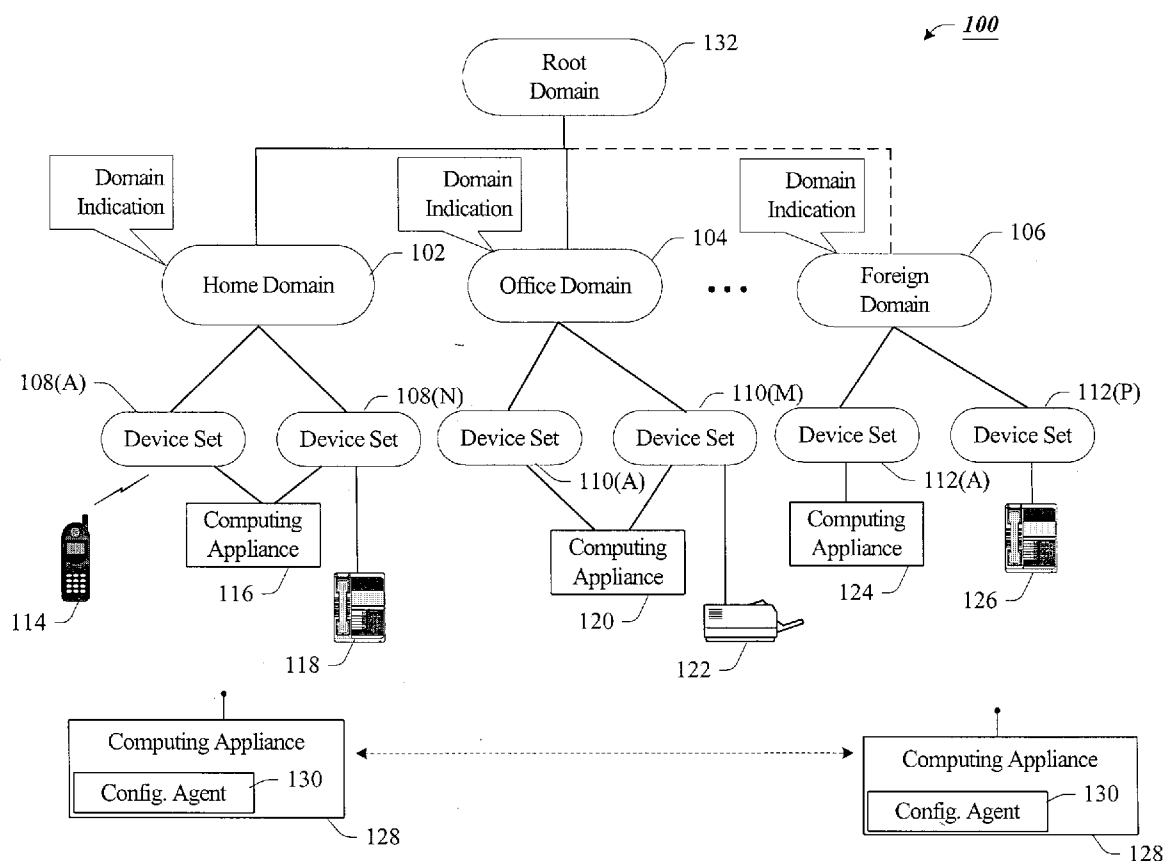 100
132
Root
Domain
Domain
Indication
Domain
Indication
Domain
Indication
102
104
106
Home Domain
Office Domain
Foreign
Domain
108(A)
108(N)
110(M)
112(P)
Device Set
Device Set
Device Set
Device Set
Device Set
Device Set
110(A)
112(A)
Computing
Appliance
Computing
Appliance
Computing
Appliance
114
116
118
120
122
124
126
Computing Appliance
Config. Agent
130
128
Computing Appliance
Config. Agent
130
128